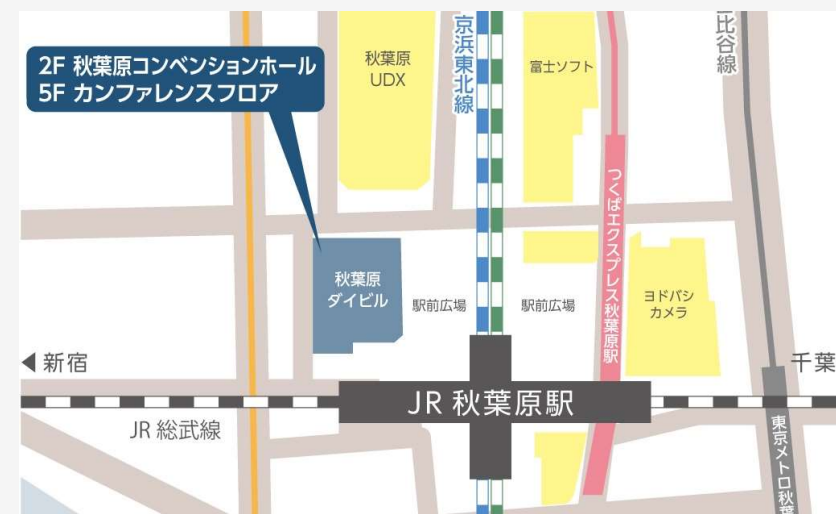 2F 秋葉原コンベンションホール
5F カンファレンスフロア
秋葉原
UDX
京浜東北線
富士ソフト
比谷線
つくばエクスプレス秋葉原駅
秋葉原
ダイビル
駅前広場
駅前広場
ヨドバシ
カメラ
◀新宿
千葉
JR 秋葉原駅
JR 総武線
東京メトロ秋葉